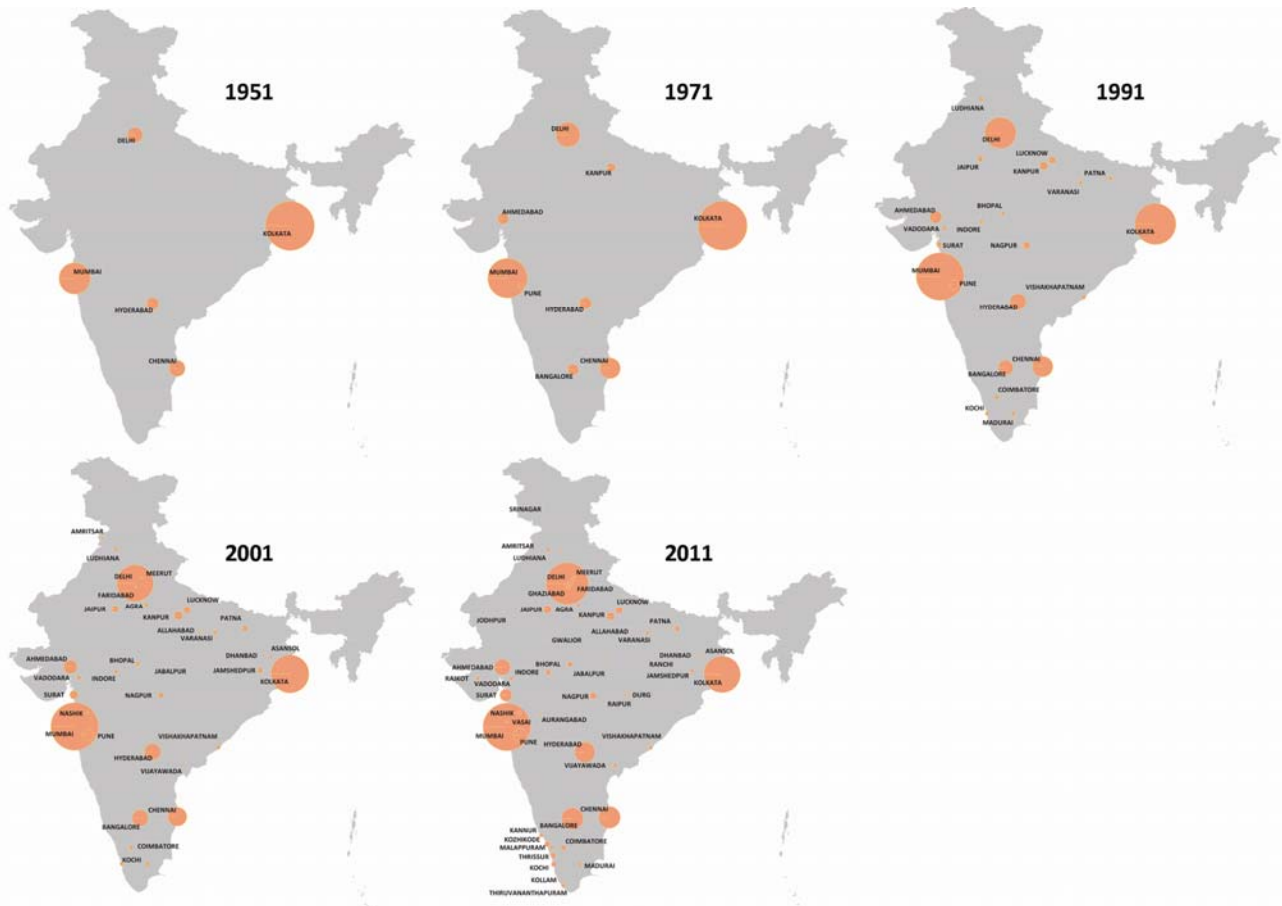 1951
DELHI
KOLKATA
MUMBAI
HYDERABAD
CHENNAI
1971
DELHI
KANPUR
AHMEDABAD
KOLKATA
MUMBAI
PUNE
HYDERABAD
CHENNAI
BANGALORE
1991
LUDHIANA
DELHI
LUCKNOW
JAIPUR
KANPUR
PATNA
VARANASI
BHOPAL
AHMEDABAD
VADODARA
INDORE
KOLKATA
SURAT
NAGPUR
MUMBAI
PUNE
VISHAKHAPATNAM
HYDERABAD
CHENNAI
BANGALORE
COIMBATORE
KOCHI
MADURAI
2001
AMRITSAR
LUDHIANA
DELHI
MEERUT
FARIDABAD
JAIPUR
AGRA
LUCKNOW
KANPUR
PATNA
ALLAHABAD
VARANASI
ASANSOL
DHANBAD
AHMEDABAD
BHOPAL
JABALPUR
JAMSHEDPUR
VADODARA
INDORE
KOLKATA
SURAT
NAGPUR
NASHIK
MUMBAI
PUNE
VISHAKHAPATNAM
HYDERABAD
VIJAYAWADA
CHENNAI
BANGALORE
COIMBATORE
KOCHI
2011
SRINAGAR
AMRITSAR
LUDHIANA
DELHI
MEERUT
GHAZIABAD
FARIDABAD
JAIPUR
AGRA
LUCKNOW
JODHPUR
KANPUR
PATNA
ALLAHABAD
GWALIOR
VARANASI
ASANSOL
DHANBAD
AHMEDABAD
BHOPAL
RANCHI
RAJKOT
INDORE
JABALPUR
JAMSHEDPUR
VADODARA
KOLKATA
SURAT
NAGPUR
DURG
RAIPUR
NASHIK
VASAI
AURANGABAD
MUMBAI
PUNE
VISHAKHAPATNAM
HYDERABAD
VIJAYAWADA
CHENNAI
BANGALORE
KANNUR
KOZHIKODE
COIMBATORE
MALAPPURAM
THRISSUR
KOCHI
MADURAI
KOLLAM
THIRUVANANTHAPURAM